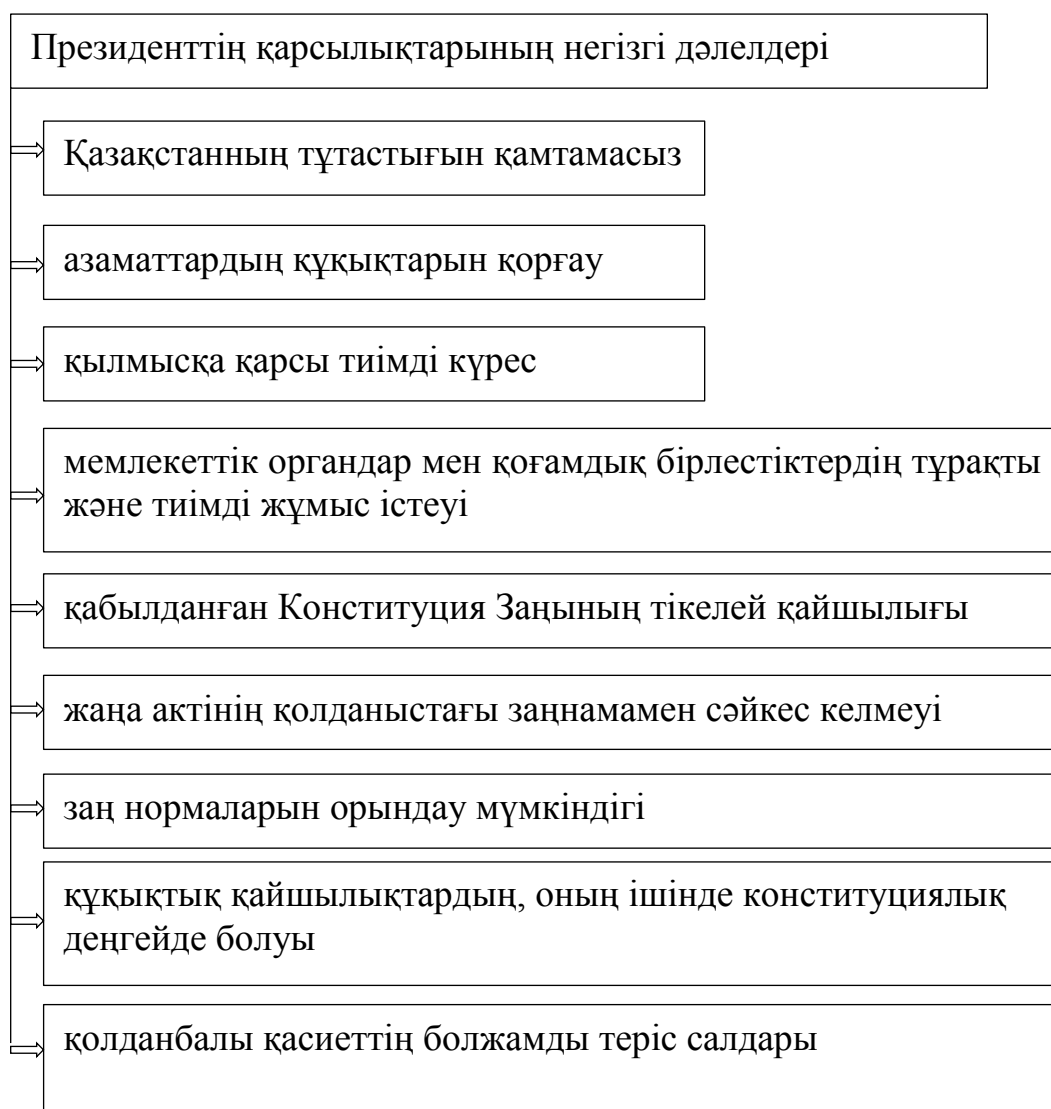 Президенттің қарсылықтарының негізгі дәлелдері
Қазақстанның тұтастығын қамтамасыз
азаматтардың құқықтарын қорғау
қылмысқа қарсы тиімді күрес
мемлекеттік органдар мен қоғамдық бірлестіктердің тұрақты
және тиімді жұмыс істеуі
қабылданған Конституция Заңының тікелей қайшылығы
жаңа актінің қолданыстағы заңнамамен сәйкес келмеуі
заң нормаларын орындау мүмкіндігі
құқықтық қайшылықтардың, оның ішінде конституциялық
деңгейде болуы
қолданбалы қасиеттің болжамды теріс салдары